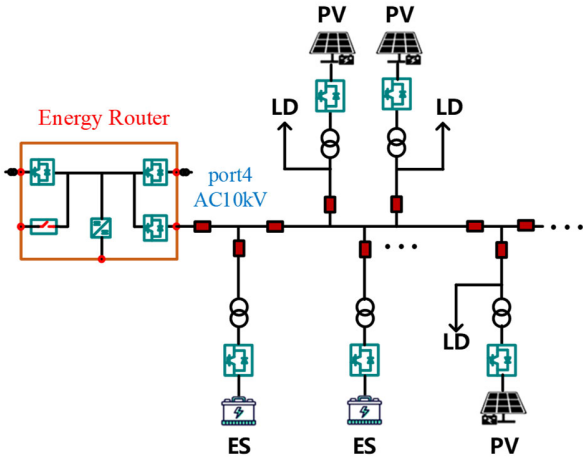 PV PV
LD LD
Energy Router
port4
AC10kV
LD
ES ES PV